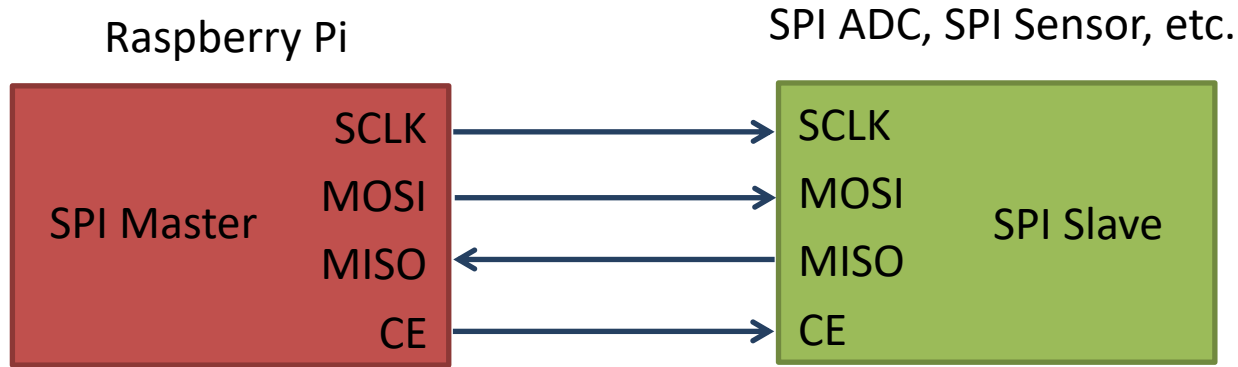 Raspberry Pi
SPI ADC, SPI Sensor, etc.
SPI Master
SCLK
MOSI
MISO
CE
SCLK
MOSI
MISO
CE
SPI Slave